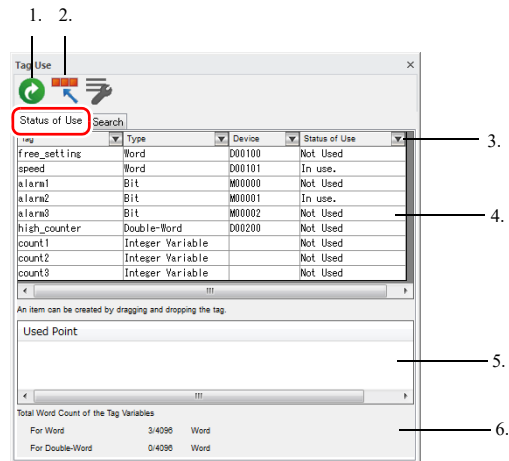 1. 2.
Tag Use
Status of Use Search
Tag Type Device Status of Use 3.
free_setting Word D00100 Not Used
speed Word D00101 In use.
alarm1 Bit M00000 Not Used
alarm2 Bit M00001 In use.
alarm3 Bit M00002 Not Used 4.
high_counter Double-Word D00200 Not Used
count1 Integer Variable Not Used
count2 Integer Variable Not Used
count3 Integer Variable Not Used
An item can be created by dragging and dropping the tag.
Used Point
5.
Total Word Count of the Tag Variables
For Word 3/4096 Word 6.
For Double-Word 0/4096 Word